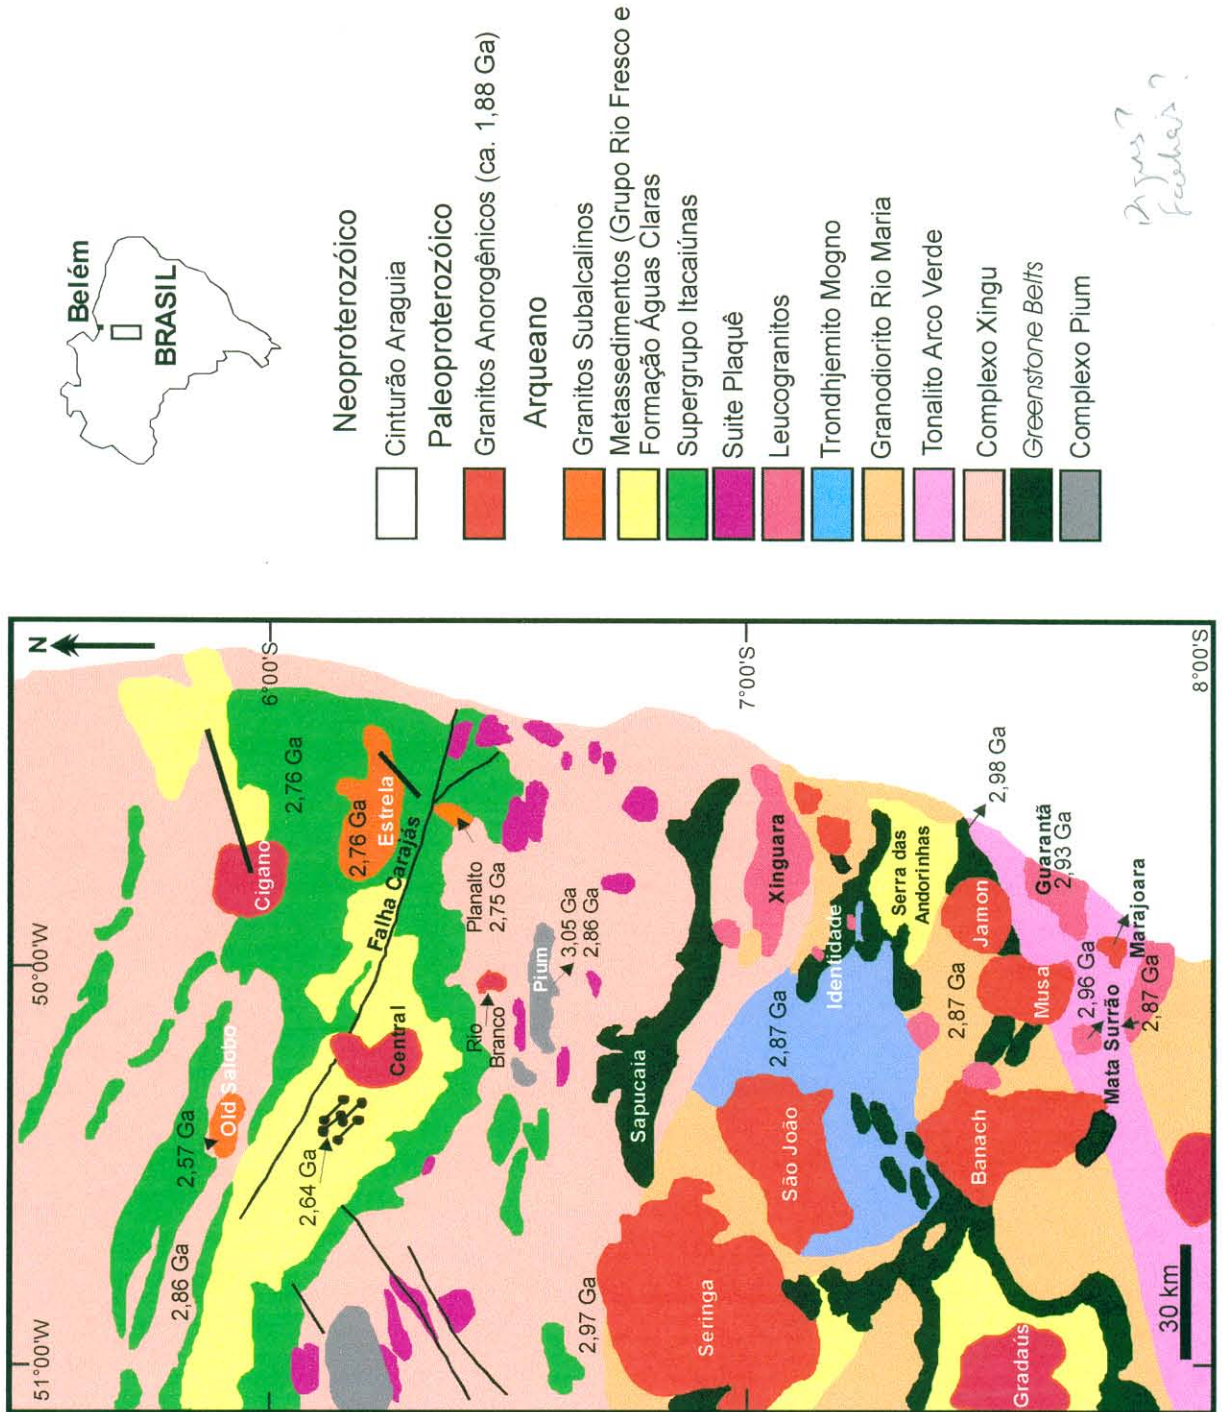 Belém
BRASIL
Neoproterozóico
Cinturão Araguia
Paleoproterozóico
Granitos Anorogênicos (ca. 1,88 Ga)
Arqueano
Granitos Subalcalinos
Metassedimentos (Grupo Rio Fresco e
Formação Águas Claras
Supergrupo Itacaiúnas
Suite Plaquê
Leucogranitos
Trondhjemito Mogno
Grandiorito Rio Maria
Tonalito Arco Verde
Complexo Xingu
Greenstone Belts
Complexo Pium
51°00'W
50°00'W
N
6°00'S
7°00'S
8°00'S
2,86 Ga
2,57 Ga
Old Salobo
Cigano
2,76 Ga
2,76 Ga
Estrela
2,64 Ga
Central
Falha Carajás
Planalto
2,75 Ga
Rio
Branco
Pium
3,05 Ga
2,86 Ga
2,97 Ga
Sapucaia
Xinguara
Seringa
São João
2,87 Ga
Identidade
Serra das
Andorinhas
2,98 Ga
Gradaús
Banach
2,87 Ga
Musa
Jamon
Guarantã
2,93 Ga
2,96 Ga
Mata Surrão
2,87 Ga
Marajoara
30 km